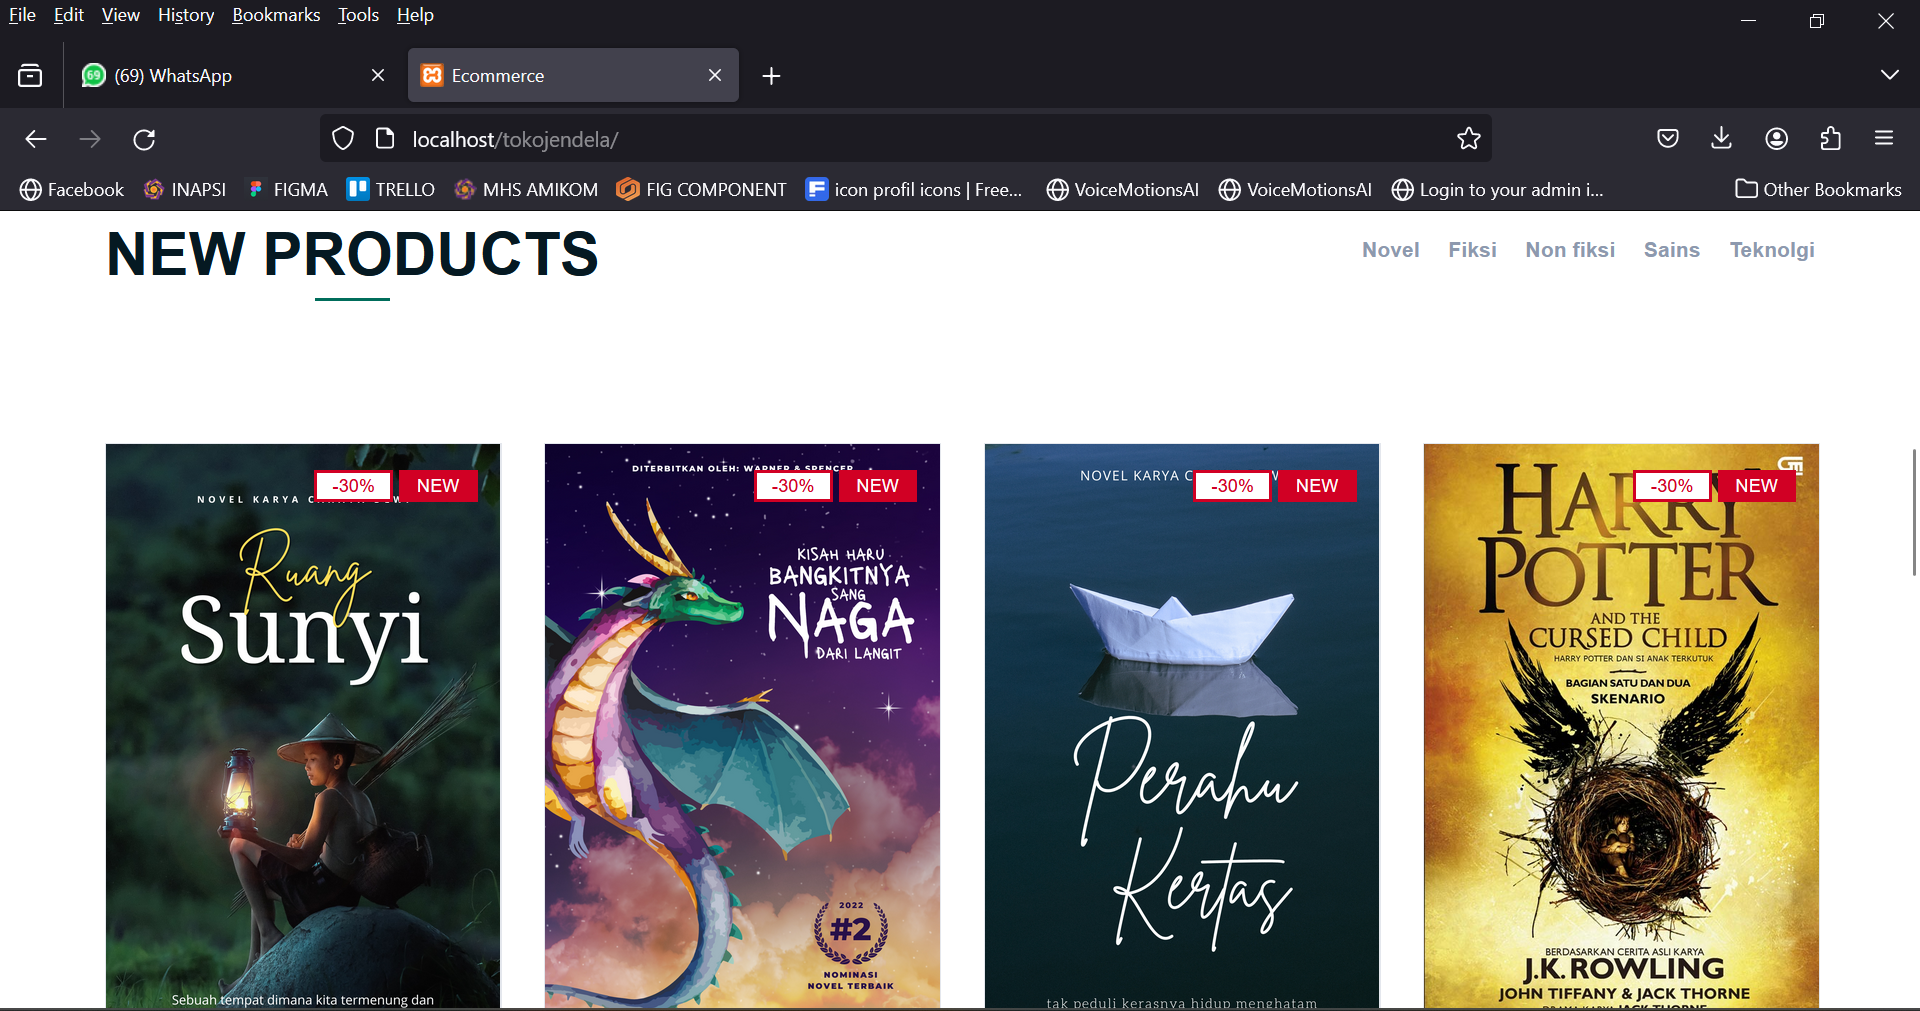 File Edit View History Bookmarks Tools Help
69 (69) WhatsApp Ecommerce
localhost/tokojendela/
Facebook INAPSI FIGMA TRELLO MHS AMIKOM FIG COMPONENT icon profil icons | Free... VoiceMotionsAI VoiceMotionsAI Login to your admin i... Other Bookmarks
NEW PRODUCTS
Novel Fiksi Non fiksi Sains Teknolgi
-30% NEW
NOVEL KARYA
Ruang
Sunyi
Sebuah tempat dimana kita termenung dan
DITERBITKAN OLEH: WARNER & SPENCER
-30% NEW
KISAH HARU
BANGKITNYA
SANG
NAGA
DARI LANGIT
2022
#2
NOMINASI
NOVEL TERBAIK
NOVEL KARYA
-30% NEW
Perahu
Kertas
tak peduli kerasnya hidup menghatam
-30% NEW
HARRY
POTTER
AND THE
CURSED CHILD
HARRY POTTER DAN SI ANAK TERKUTUK
BAGIAN SATU DAN DUA
SKENARIO
BERDASARKAN CERITA ASLI KARYA
J.K. ROWLING
JOHN TIFFANY & JACK THORNE